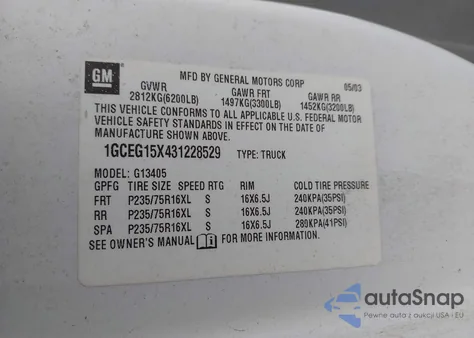 GM
MFD BY GENERAL MOTORS CORP 05/03
GVWR GAWR FRT GAWR RR
2812KG(6200LB) 1497KG(3300LB) 1452KG(3200LB)
THIS VEHICLE CONFORMS TO ALL APPLICABLE U.S. FEDERAL MOTOR
VEHICLE SAFETY STANDARDS IN EFFECT ON THE DATE OF
MANUFACTURE SHOWN ABOVE.
1GCEG15X431228529 TYPE: TRUCK
MODEL: G13405
GPFG TIRE SIZE SPEED RTG RIM COLD TIRE PRESSURE
FRT P235/75R16XL S 16X6.5J 240KPA(35PSI)
RR P235/75R16XL S 16X6.5J 240KPA(35PSI)
SPA P235/75R16XL S 16X6.5J 280KPA(41PSI)
SEE OWNER'S MANUAL FOR MORE INFORMATION.
autoSnap
Pewne auta z aukcji USA i EU